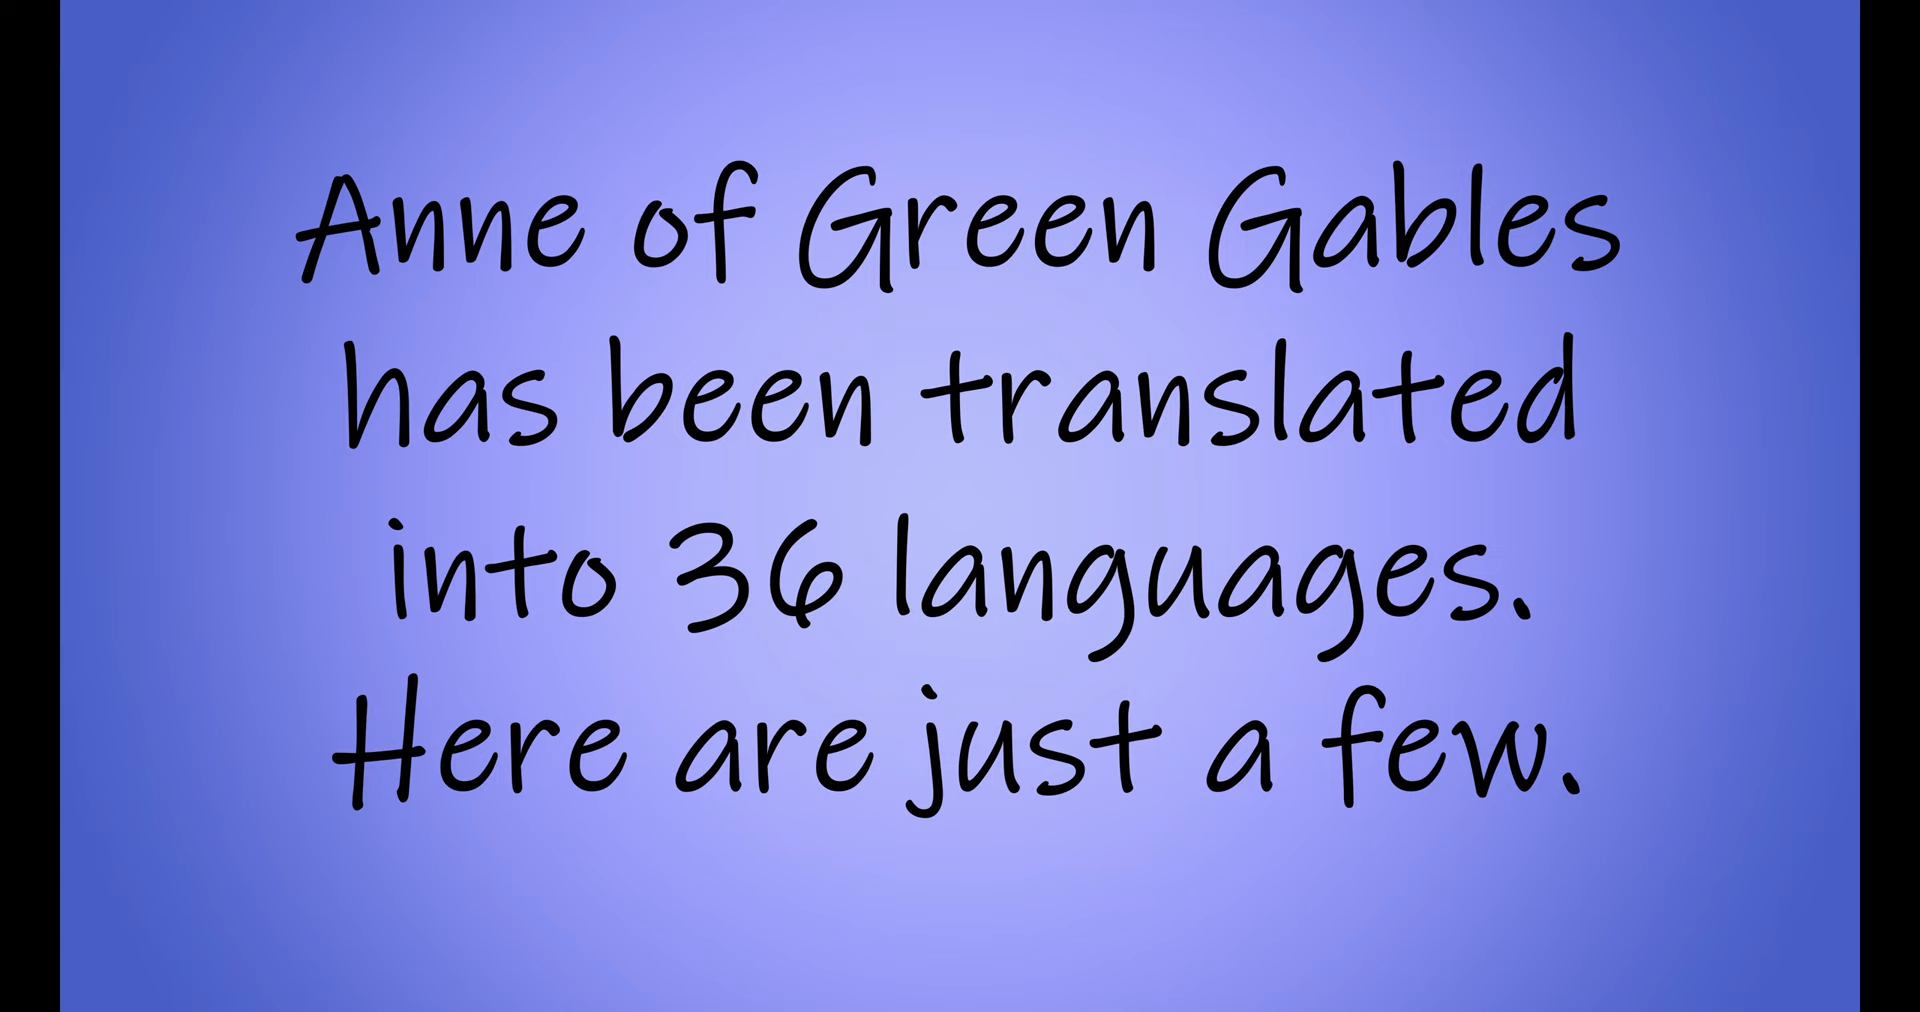 Anne of Green Gables
has been translated
into 36 languages.
Here are just a few.